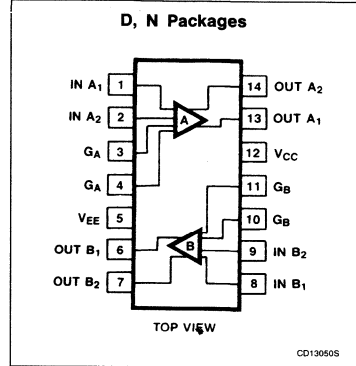 D, N Packages
IN A1 1 14 OUT A2
IN A2 2 A 13 OUT A1
GA 3 12 VCC
GA 4 11 GB
VEE 5 10 GB
OUT B1 6 B 9 IN B2
OUT B2 7 8 IN B1
TOP VIEW
CD13050S